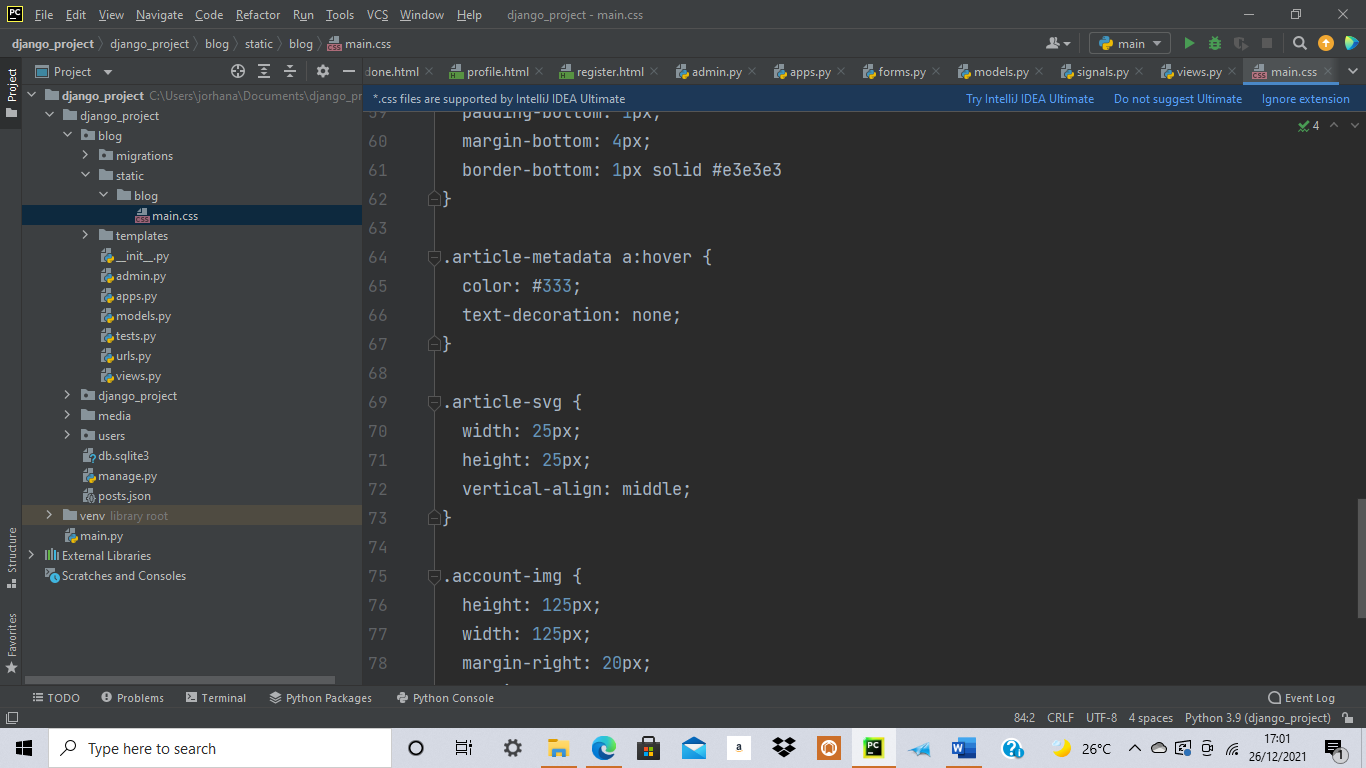 PC File Edit View Navigate Code Refactor Run Tools VCS Window Help django_project - main.css
django_project django_project blog static blog main.css main
Project
done.html profile.html register.html admin.py apps.py forms.py models.py signals.py views.py main.css
*.css files are supported by IntelliJ IDEA Ultimate Try IntelliJ IDEA Ultimate Do not suggest Ultimate Ignore extension
Project
Structure
Favorites
django_project C:\Users\jorhana\Documents\django_pr
django_project
blog
migrations
static
blog
main.css
templates
__init__.py
admin.py
apps.py
models.py
tests.py
urls.py
views.py
django_project
media
users
db.sqlite3
manage.py
posts.json
venv library root
main.py
External Libraries
Scratches and Consoles
4
59 padding-bottom: 1px;
60 margin-bottom: 4px;
61 border-bottom: 1px solid #e3e3e3
62 }
63
64 .article-metadata a:hover {
65 color: #333;
66 text-decoration: none;
67 }
68
69 .article-svg {
70 width: 25px;
71 height: 25px;
72 vertical-align: middle;
73 }
74
75 .account-img {
76 height: 125px;
77 width: 125px;
78 margin-right: 20px;
TODO Problems Terminal Python Packages Python Console Event Log
84:2 CRLF UTF-8 4 spaces Python 3.9 (django_project)
Type here to search
a
PC
W
26°C
17:01
26/12/2021
1